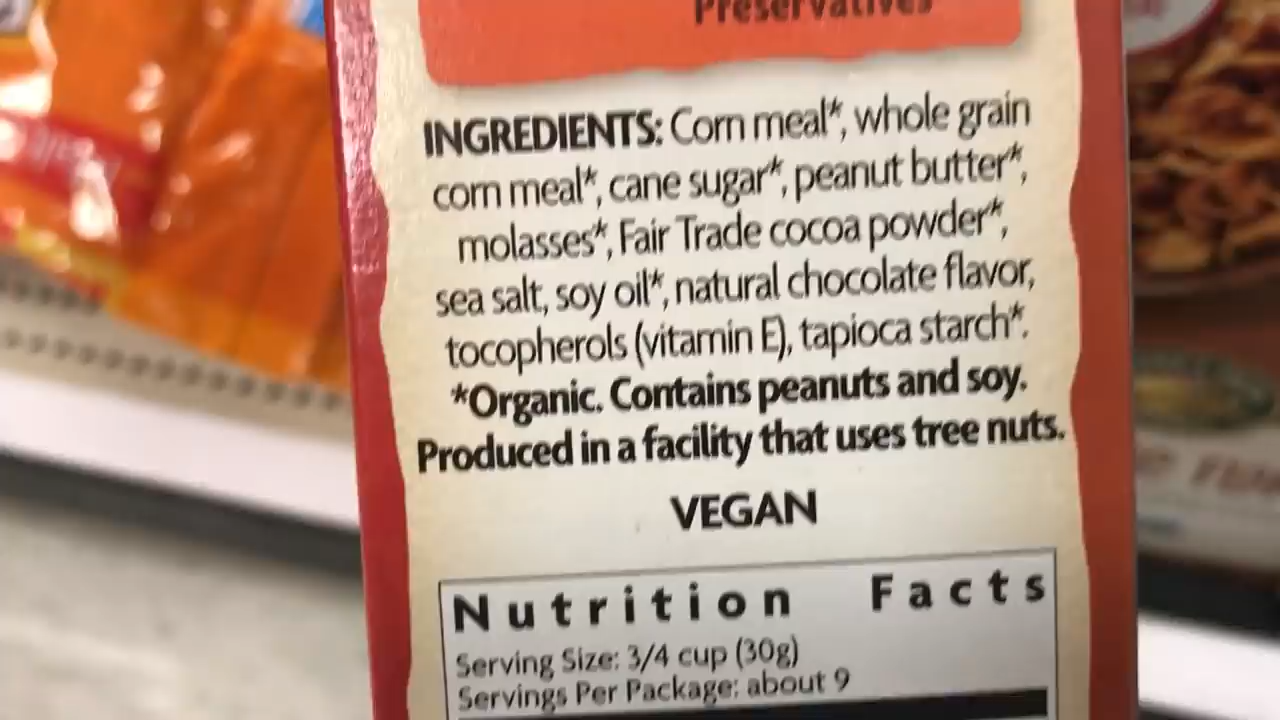 Preservatives
INGREDIENTS: Corn meal*, whole grain
corn meal*, cane sugar*, peanut butter*,
molasses*, Fair Trade cocoa powder*,
sea salt, soy oil*, natural chocolate flavor,
tocopherols (vitamin E), tapioca starch*.
*Organic. Contains peanuts and soy.
Produced in a facility that uses tree nuts.
VEGAN
Nutrition Facts
Serving Size: 3/4 cup (30g)
Servings Per Package: about 9